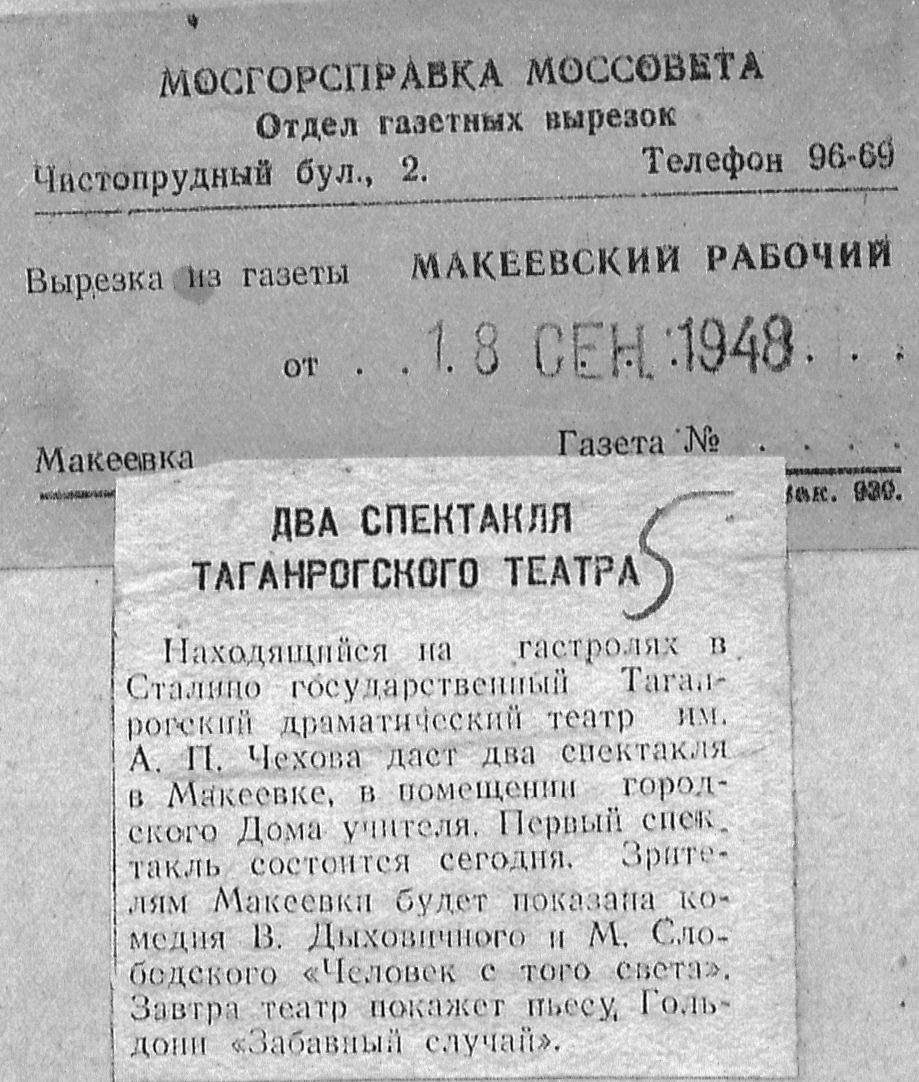 МОСГОРСПРАВКА МОССОВЕТА
Отдел газетных вырезок
Чистопрудный бул., 2. Телефон 96-69
Вырезка из газеты МАКЕЕВСКИЙ РАБОЧИЙ
от . . 18 СЕН. 1948 . . .
Макеевка Газета № . . . .
зак. 930.
ДВА СПЕКТАКЛЯ
ТАГАНРОГСКОГО ТЕАТРА 5
Находящийся на гастролях в
Сталино государственный Таган-
рогский драматический театр им.
А. П. Чехова даст два спектакля
в Макеевке, в помещении город-
ского Дома учителя. Первый спек-
такль состоится сегодня. Зрите-
лям Макеевки будет показана ко-
медия В. Дыховичного и М. Сло-
бодского «Человек с того света».
Завтра театр покажет пьесу Голь-
дони «Забавный случай».